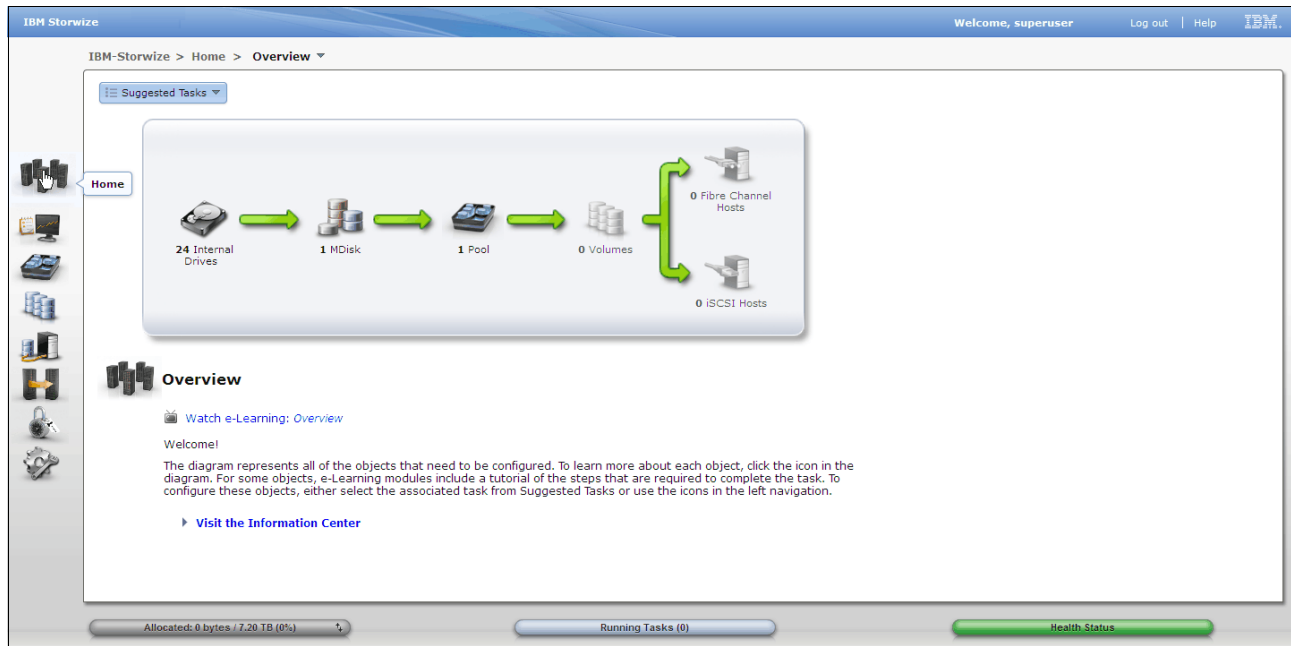 IBM Storwize
Welcome, superuser
Log out | Help
IBM.
IBM-Storwize > Home > Overview
Suggested Tasks
Home
24 Internal
Drives
1 MDisk
1 Pool
0 Volumes
0 Fibre Channel
Hosts
0 iSCSI Hosts
Overview
Watch e-Learning: Overview
Welcome!
The diagram represents all of the objects that need to be configured. To learn more about each object, click the icon in the
diagram. For some objects, e-Learning modules include a tutorial of the steps that are required to complete the task. To
configure these objects, either select the associated task from Suggested Tasks or use the icons in the left navigation.
Visit the Information Center
Allocated: 0 bytes / 7.20 TB (0%)
Running Tasks (0)
Health Status